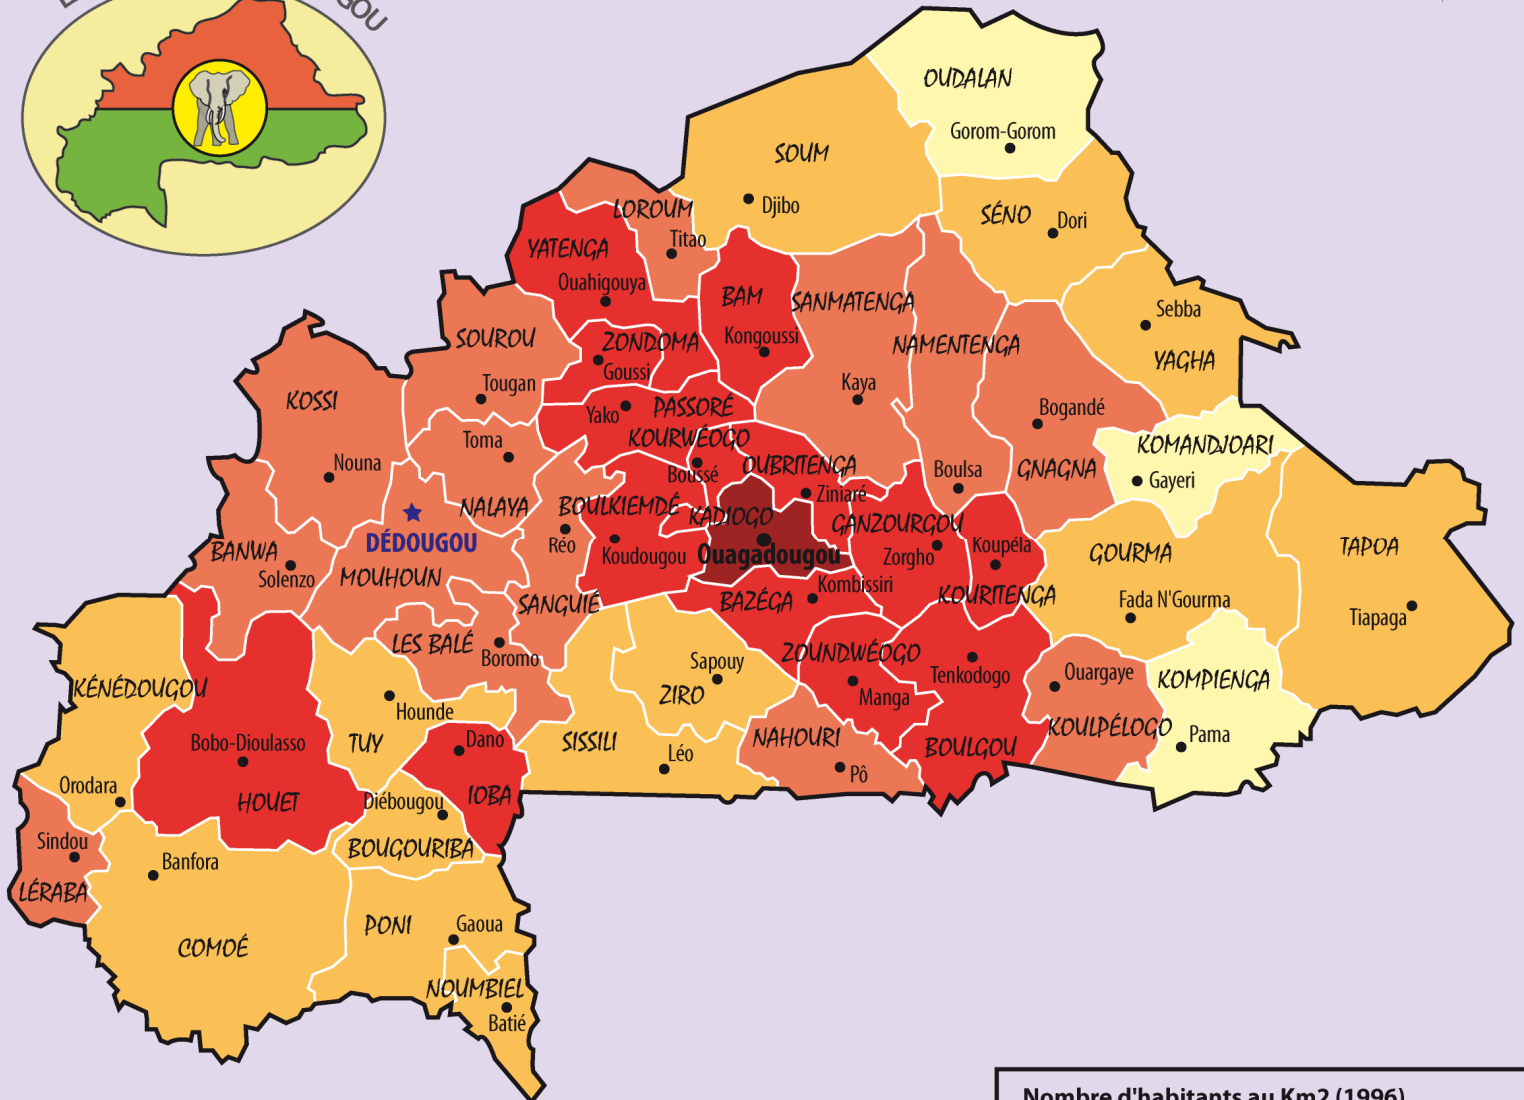 GOU
OUDALAN
Gorom-Gorom
SOUM
Djibo
SÉNO
Dori
LOROUM
Titao
YATENGA
Ouahigouya
BAM
Kongoussi
SANMATENGA
Kaya
NAMENTENGA
Boulsa
Sebba
YAGHA
SOUROU
Tougan
ZONDOMA
Goussi
KOSSI
Nouna
Yako
PASSORÉ
KOURWÉOGO
Boussé
OUBRITENGA
Ziniaré
Bogandé
GNAGNA
KOMANDJOARI
Gayeri
Toma
NALAYA
BOULKIEMDÉ
Koudougou
Réo
SANGUIÉ
KADIOGO
Ouagadougou
GANZOURGOU
Zorgho
Koupéla
KOURITENGA
GOURMA
Fada N'Gourma
TAPOA
Tiapaga
DÉDOUGOU
MOUHOUN
BANWA
Solenzo
LES BALÉ
Boromo
BAZÉGA
Kombissiri
ZOUNDWÉOGO
Manga
Tenkodogo
BOULGOU
Ouargaye
KOULPÉLOGO
KOMPIENGA
Pama
Sapouy
ZIRO
SISSILI
Léo
NAHOURI
Pô
KÉNÉDOUGOU
Orodara
Bobo-Dioulasso
HOUET
Hounde
TUY
Dano
IOBA
Diébougou
BOUGOURIBA
Sindou
LÉRABA
Banfora
COMOÉ
PONI
Gaoua
NOUMBIEL
Batié
Nombre d'habitants au Km2 (1996)